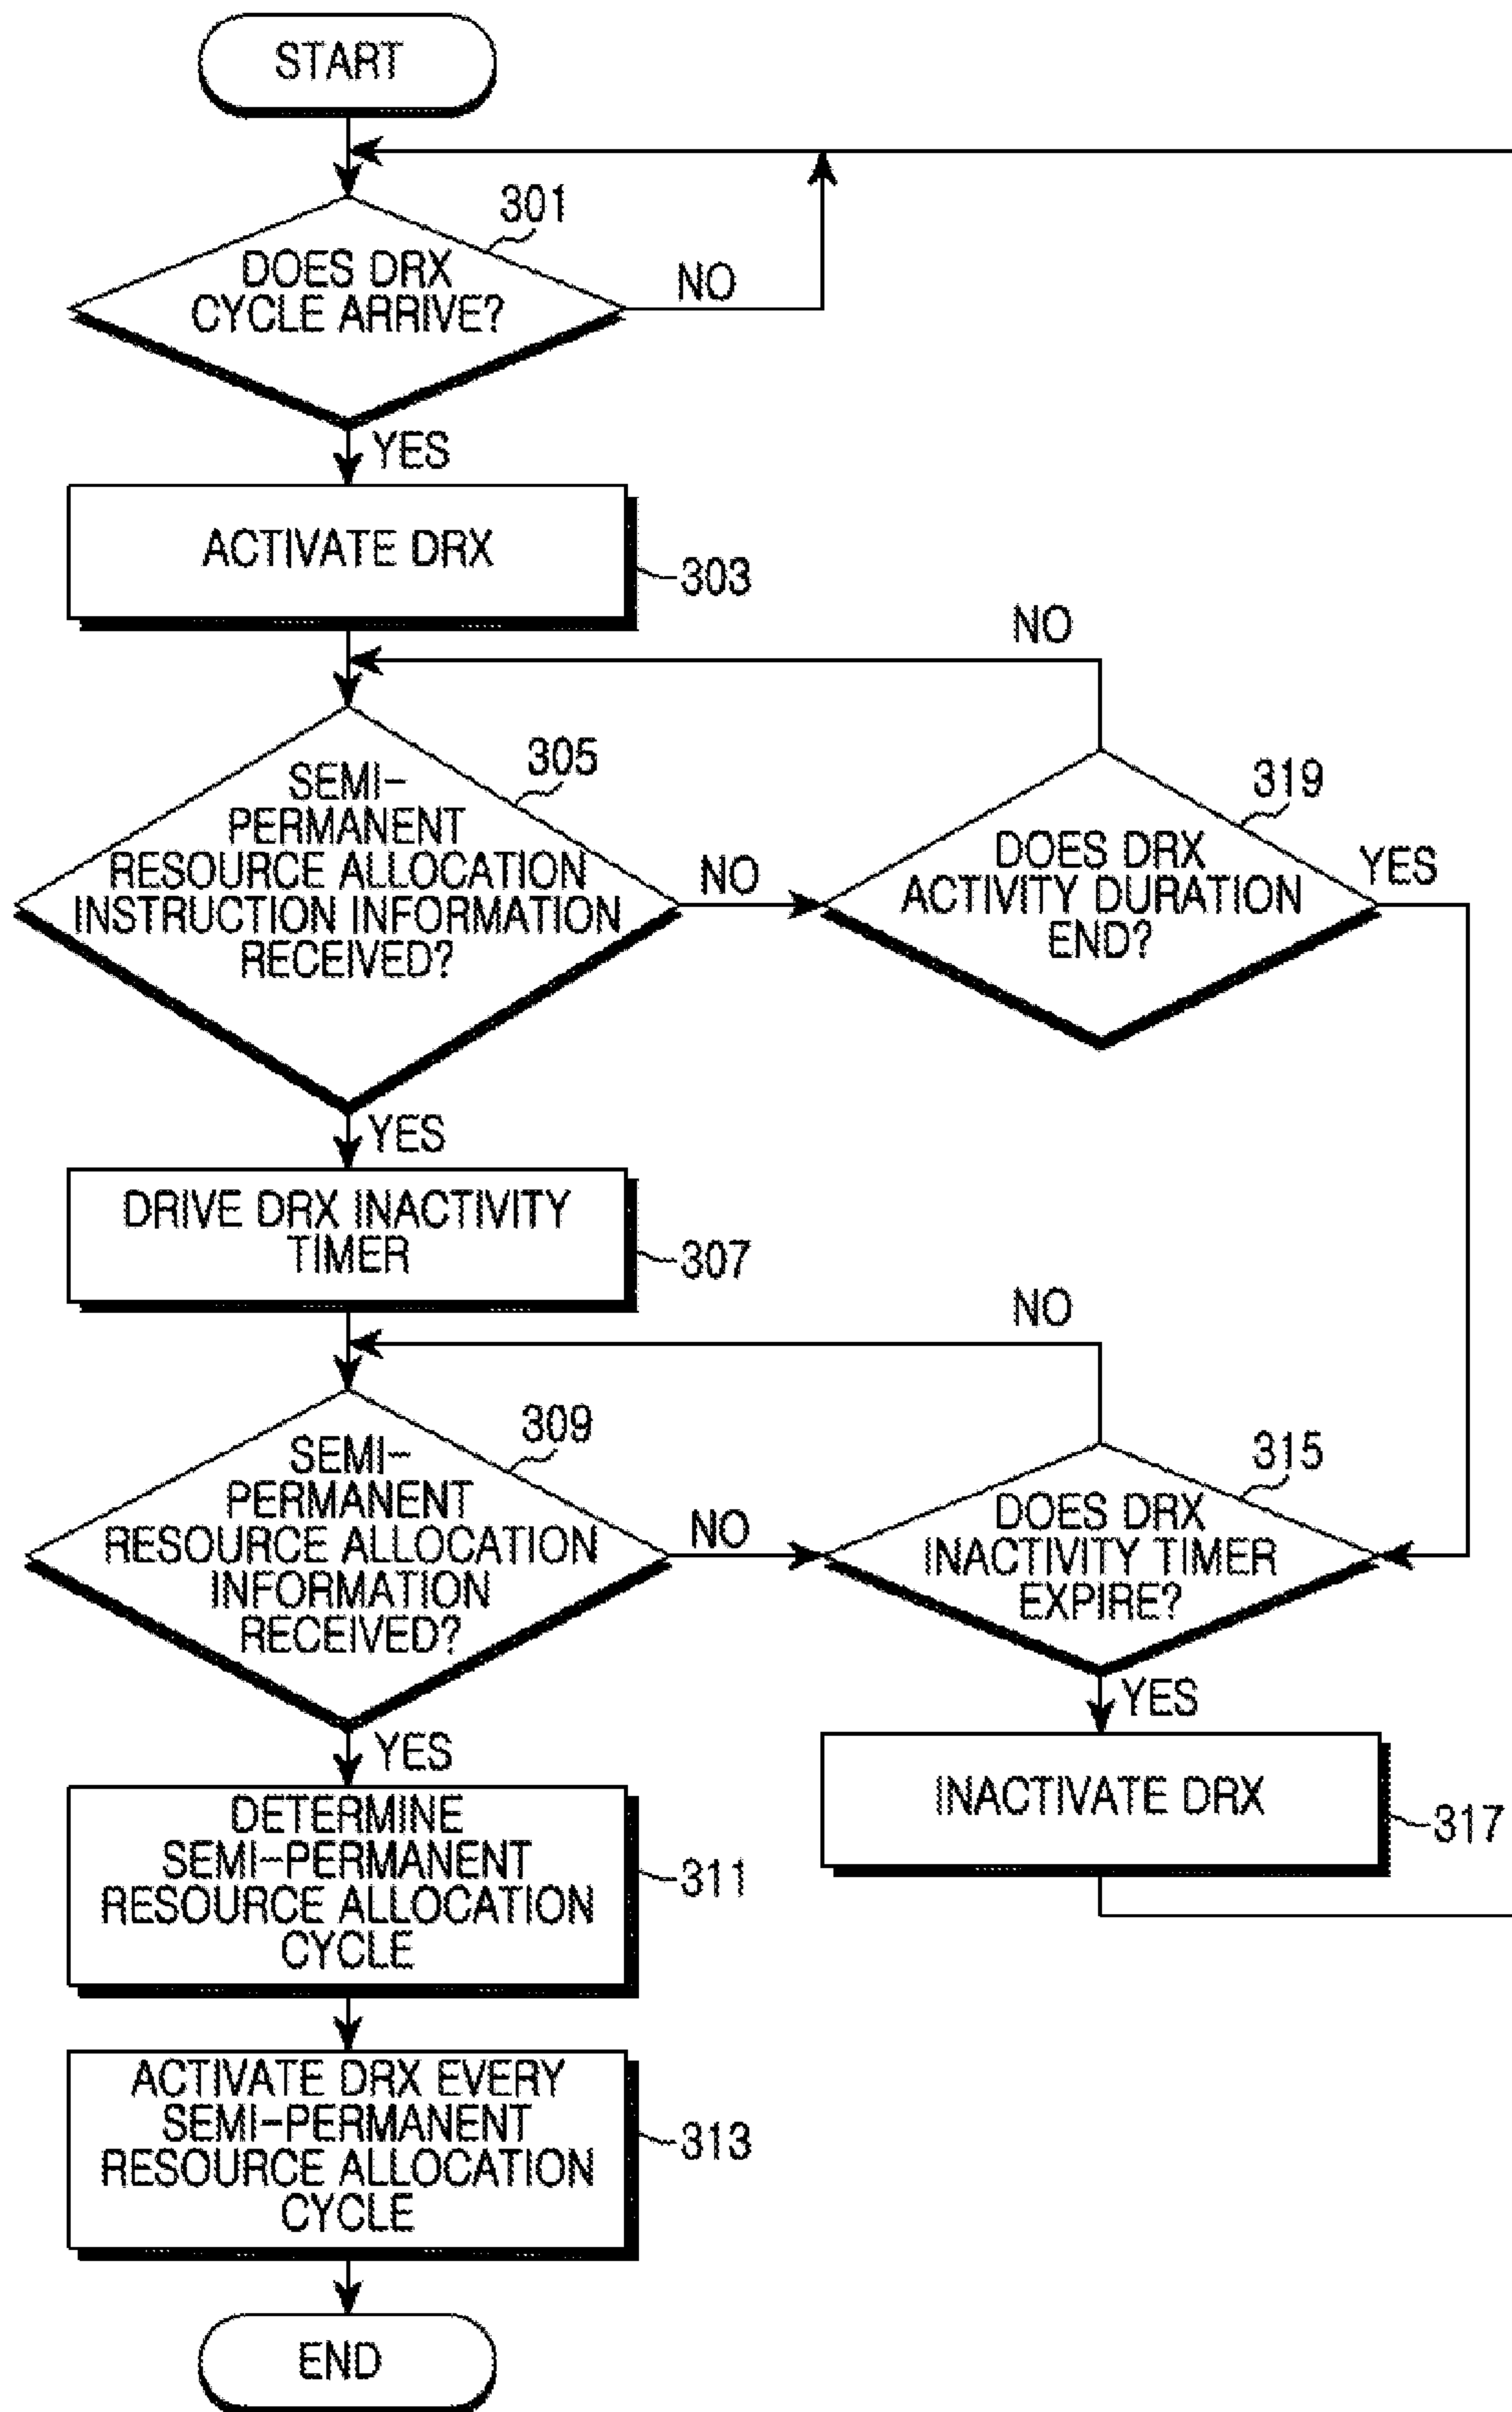 START
301
DOES DRX
CYCLE ARRIVE?
NO
YES
ACTIVATE DRX
303
NO
305
SEMI-
PERMANENT
RESOURCE ALLOCATION
INSTRUCTION INFORMATION
RECEIVED?
NO
319
DOES DRX
ACTIVITY DURATION
END?
YES
YES
DRIVE DRX INACTIVITY
TIMER
307
NO
309
SEMI-
PERMANENT
RESOURCE ALLOCATION
INFORMATION
RECEIVED?
NO
315
DOES DRX
INACTIVITY TIMER
EXPIRE?
YES
YES
DETERMINE
SEMI-PERMANENT
RESOURCE ALLOCATION
CYCLE
311
INACTIVATE DRX
317
ACTIVATE DRX EVERY
SEMI-PERMANENT
RESOURCE ALLOCATION
CYCLE
313
END